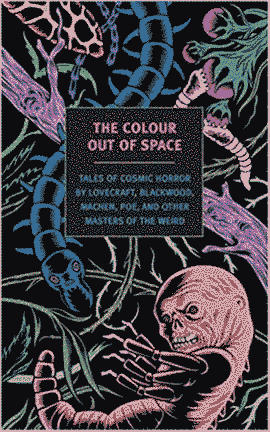 THE COLOUR
OUT OF SPACE
TALES OF COSMIC HORROR
BY LOVECRAFT, BLACKWOOD,
MACHEN, POE, AND OTHER
MASTERS OF THE WEIRD